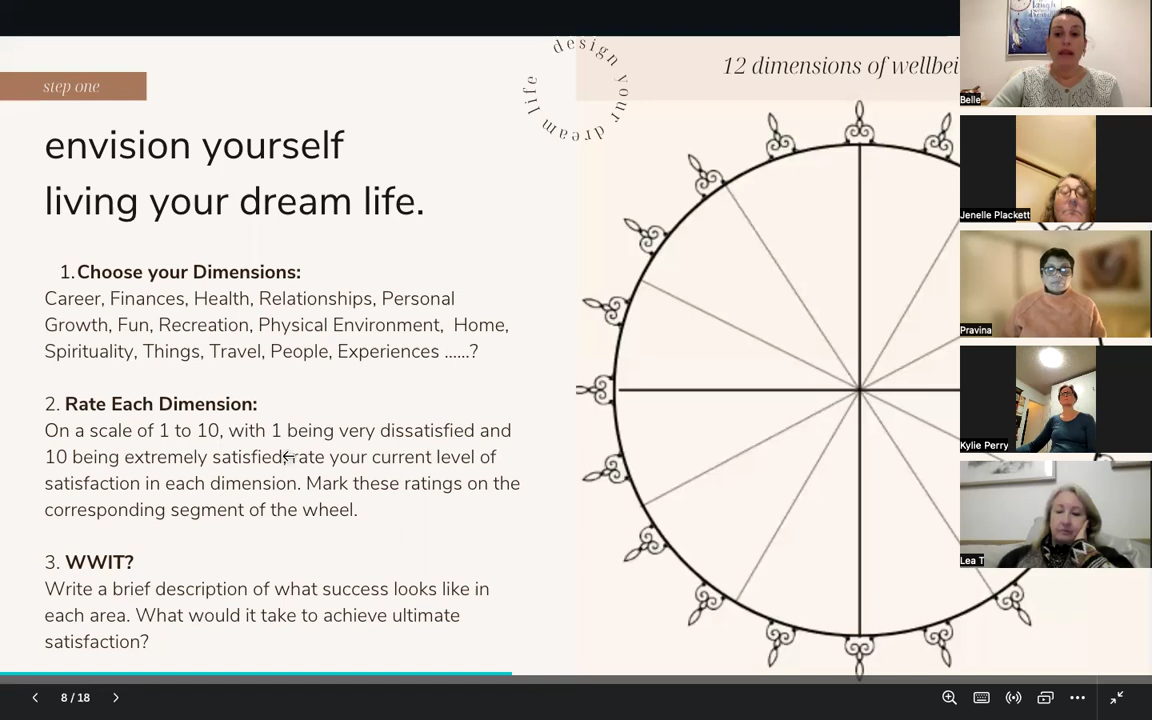 step one
design your dream life
12 dimensions of wellbei
envision yourself
living your dream life.
1. Choose your Dimensions:
Career, Finances, Health, Relationships, Personal
Growth, Fun, Recreation, Physical Environment, Home,
Spirituality, Things, Travel, People, Experiences ......?
2. Rate Each Dimension:
On a scale of 1 to 10, with 1 being very dissatisfied and
10 being extremely satisfied, rate your current level of
satisfaction in each dimension. Mark these ratings on the
corresponding segment of the wheel.
3. WWIT?
Write a brief description of what success looks like in
each area. What would it take to achieve ultimate
satisfaction?
8 / 18
laugh
dream
Belle
Jenelle Plackett
Pravina
Kylie Perry
Lea T